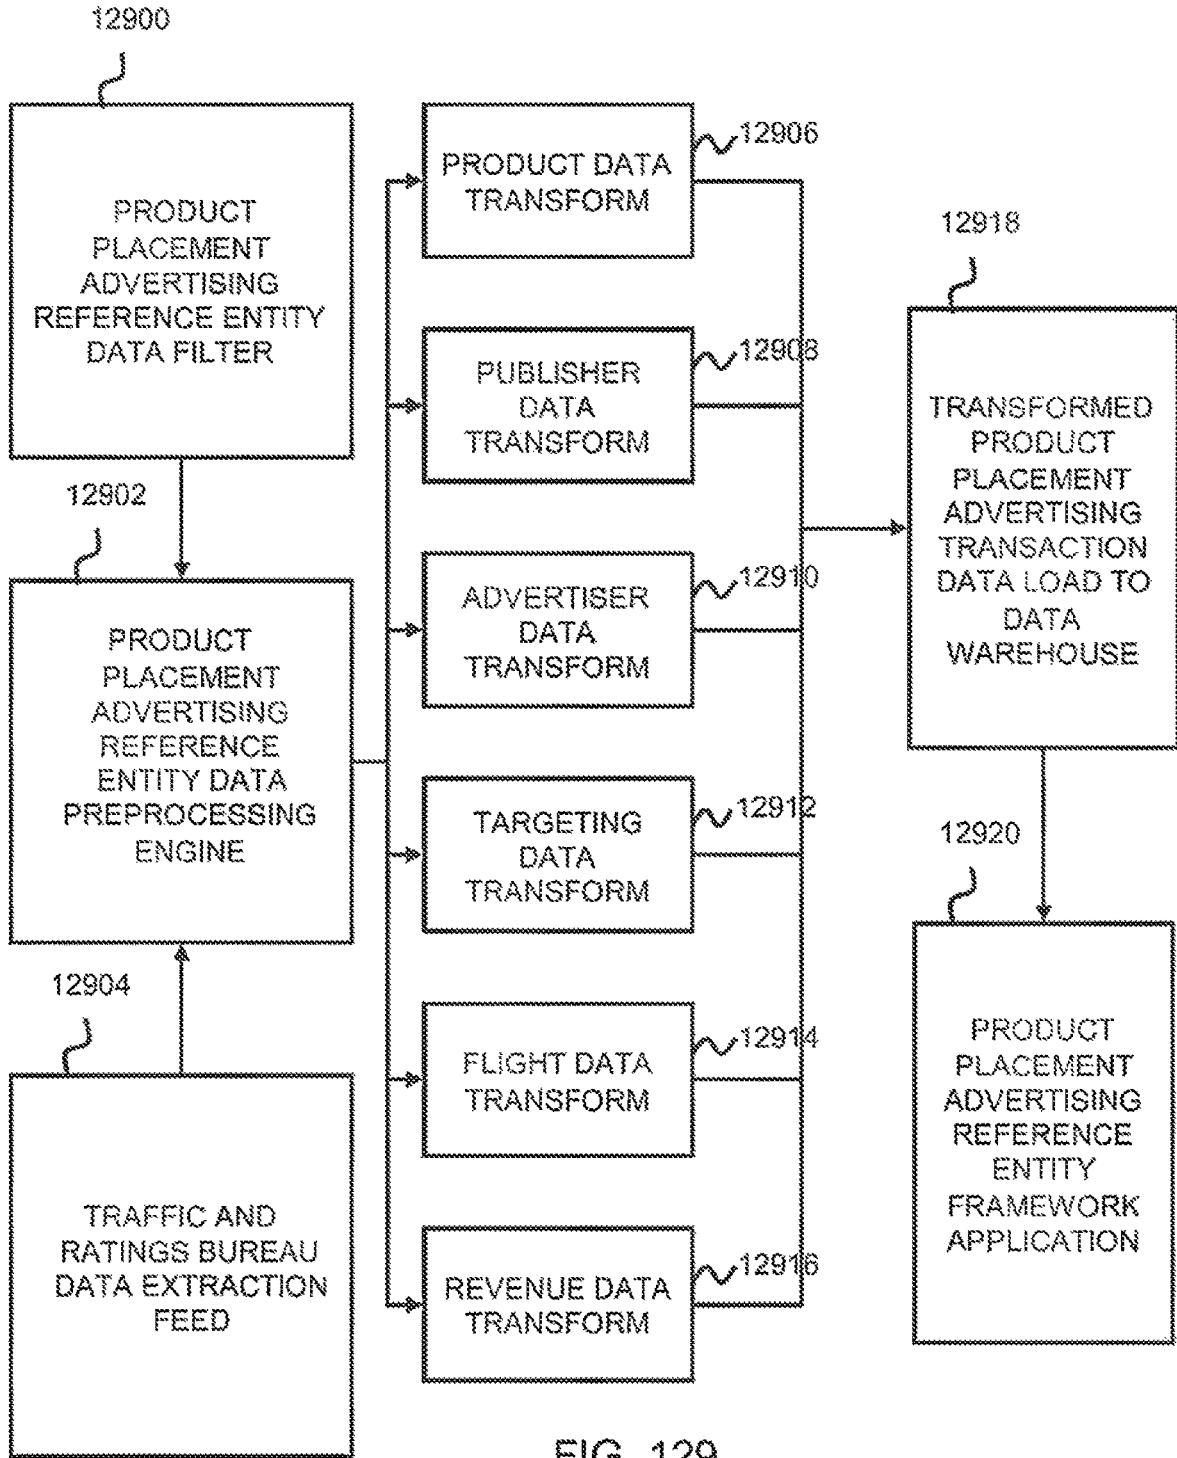 12900
PRODUCT
PLACEMENT
ADVERTISING
REFERENCE ENTITY
DATA FILTER
12902
PRODUCT
PLACEMENT
ADVERTISING
REFERENCE
ENTITY DATA
PREPROCESSING
ENGINE
12904
TRAFFIC AND
RATINGS BUREAU
DATA EXTRACTION
FEED
12906
PRODUCT DATA
TRANSFORM
12908
PUBLISHER
DATA
TRANSFORM
12910
ADVERTISER
DATA
TRANSFORM
12912
TARGETING
DATA
TRANSFORM
12914
FLIGHT DATA
TRANSFORM
12916
REVENUE DATA
TRANSFORM
12918
TRANSFORMED
PRODUCT
PLACEMENT
ADVERTISING
TRANSACTION
DATA LOAD TO
DATA
WAREHOUSE
12920
PRODUCT
PLACEMENT
ADVERTISING
REFERENCE
ENTITY
FRAMEWORK
APPLICATION
FIG. 129